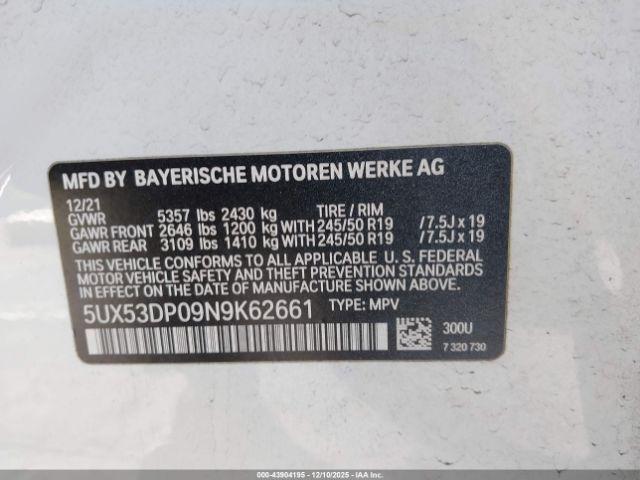 MFD BY BAYERISCHE MOTOREN WERKE AG
12/21
GVWR 5357 lbs 2430 kg TIRE / RIM
GAWR FRONT 2646 lbs 1200 kg WITH 245/50 R19 /7.5J x 19
GAWR REAR 3109 lbs 1410 kg WITH 245/50 R19 /7.5J x 19
THIS VEHICLE CONFORMS TO ALL APPLICABLE U. S. FEDERAL
MOTOR VEHICLE SAFETY AND THEFT PREVENTION STANDARDS
IN EFFECT ON THE DATE OF MANUFACTURE SHOWN ABOVE.
5UX53DP09N9K62661 TYPE: MPV
300U
7 320 730
000-43904195 - 12/10/2025 - IAAI.COM